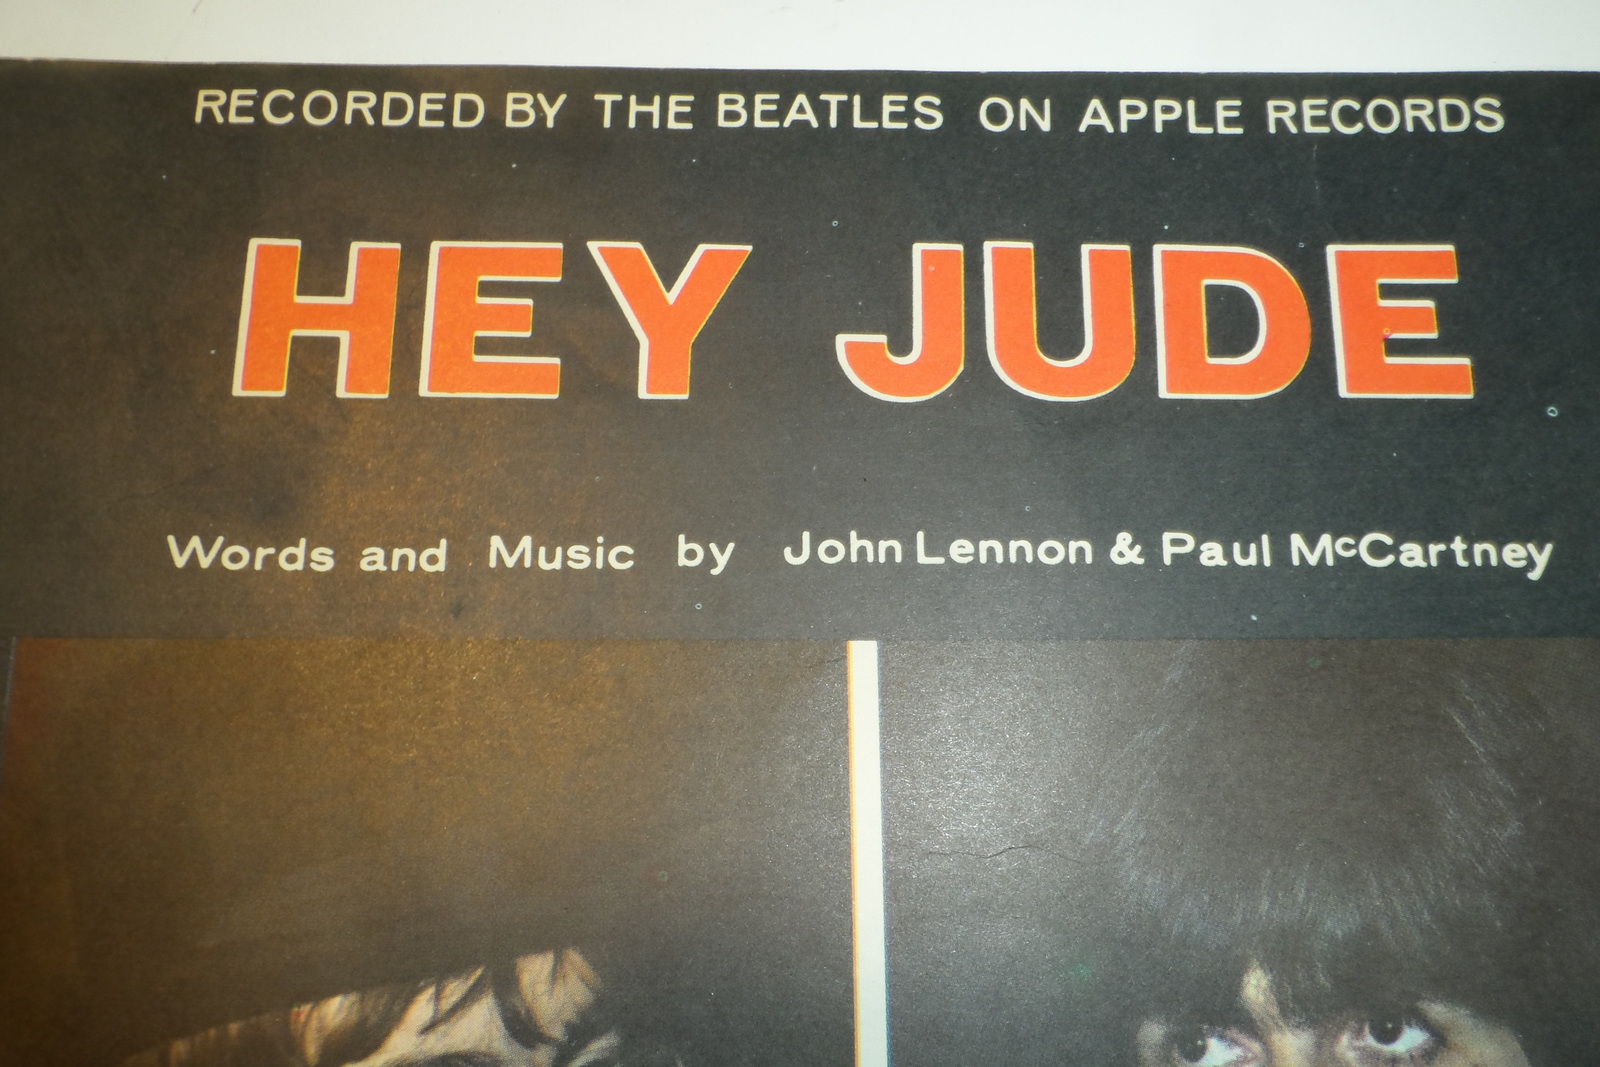 RECORDED BY THE BEATLES ON APPLE RECORDS
HEY JUDE
Words and Music by John Lennon & Paul McCartney